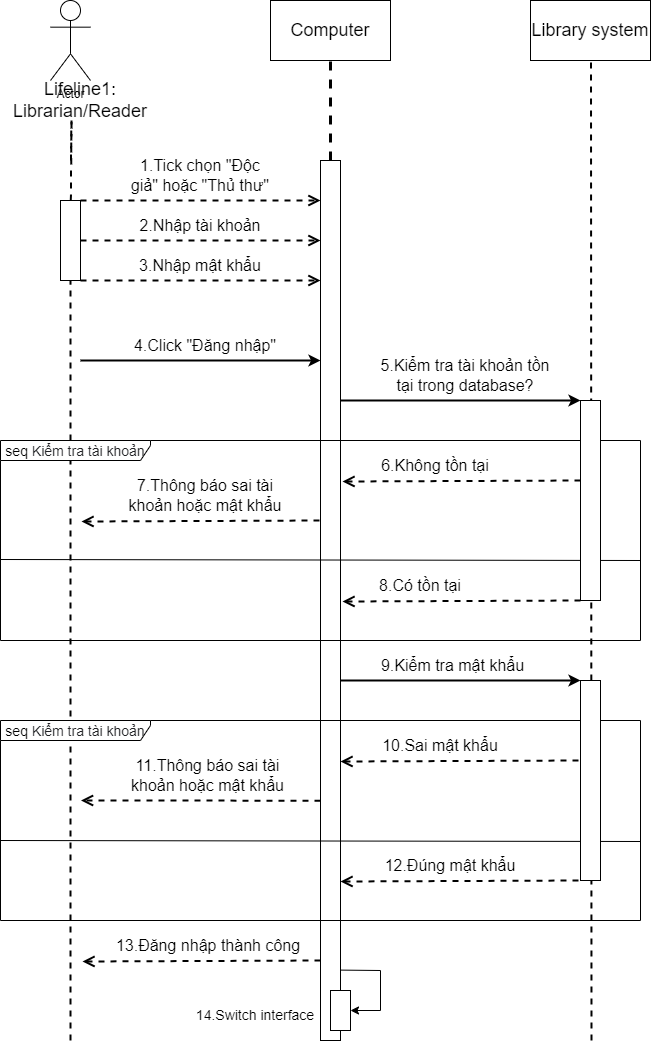 Computer
Library system
Actor
Lifeline1:
Librarian/Reader
1.Tick chọn "Độc
giả" hoặc "Thủ thư"
2.Nhập tài khoản
3.Nhập mật khẩu
4.Click "Đăng nhập"
5.Kiểm tra tài khoản tồn
tại trong database?
seq Kiểm tra tài khoản
6.Không tồn tại
7.Thông báo sai tài
khoản hoặc mật khẩu
8.Có tồn tại
9.Kiểm tra mật khẩu
seq Kiểm tra tài khoản
10.Sai mật khẩu
11.Thông báo sai tài
khoản hoặc mật khẩu
12.Đúng mật khẩu
13.Đăng nhập thành công
14.Switch interface